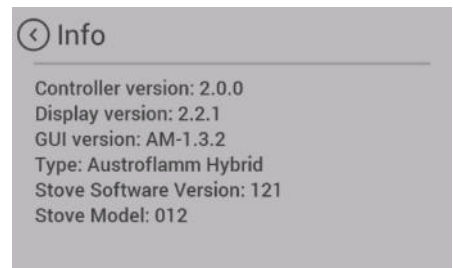 Info
Controller version: 2.0.0
Display version: 2.2.1
GUI version: AM-1.3.2
Type: Austroflamm Hybrid
Stove Software Version: 121
Stove Model: 012